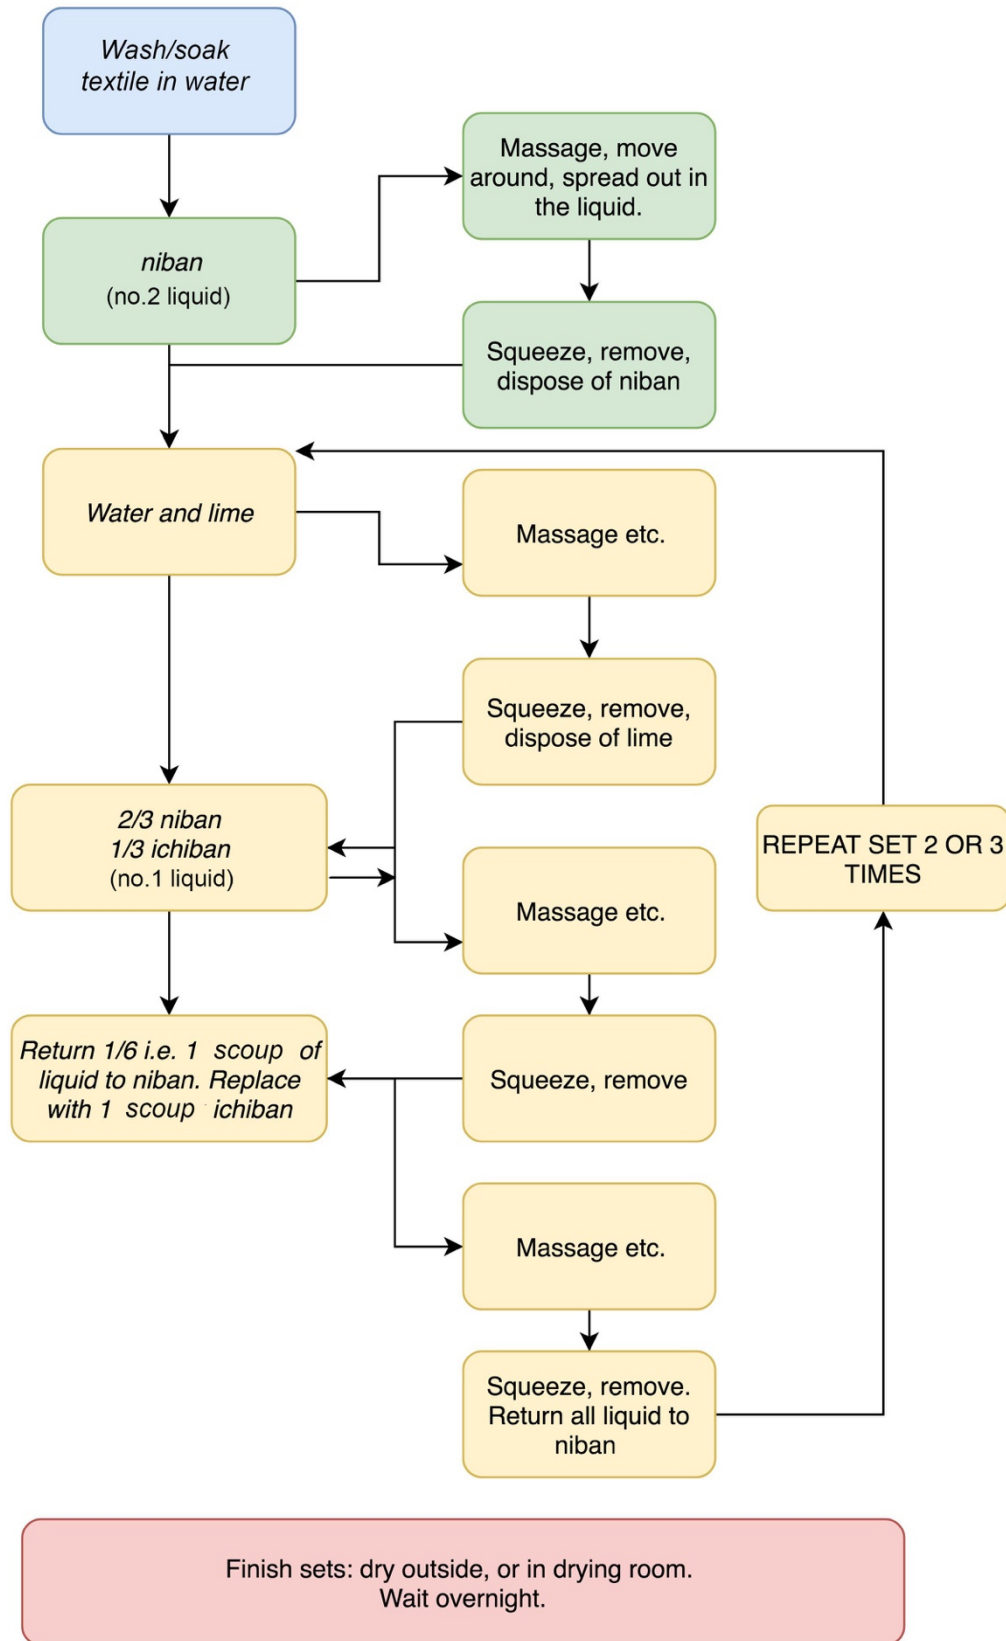 Wash/soak
textile in water
Massage, move
around, spread out in
the liquid.
niban
(no.2 liquid)
Squeeze, remove,
dispose of niban
Water and lime
Massage etc.
Squeeze, remove,
dispose of lime
2/3 niban
1/3 ichiban
(no.1 liquid)
REPEAT SET 2 OR 3
TIMES
Massage etc.
Return 1/6 i.e. 1 scoup of
liquid to niban. Replace
with 1 scoup ichiban
Squeeze, remove
Massage etc.
Squeeze, remove.
Return all liquid to
niban
Finish sets: dry outside, or in drying room.
Wait overnight.